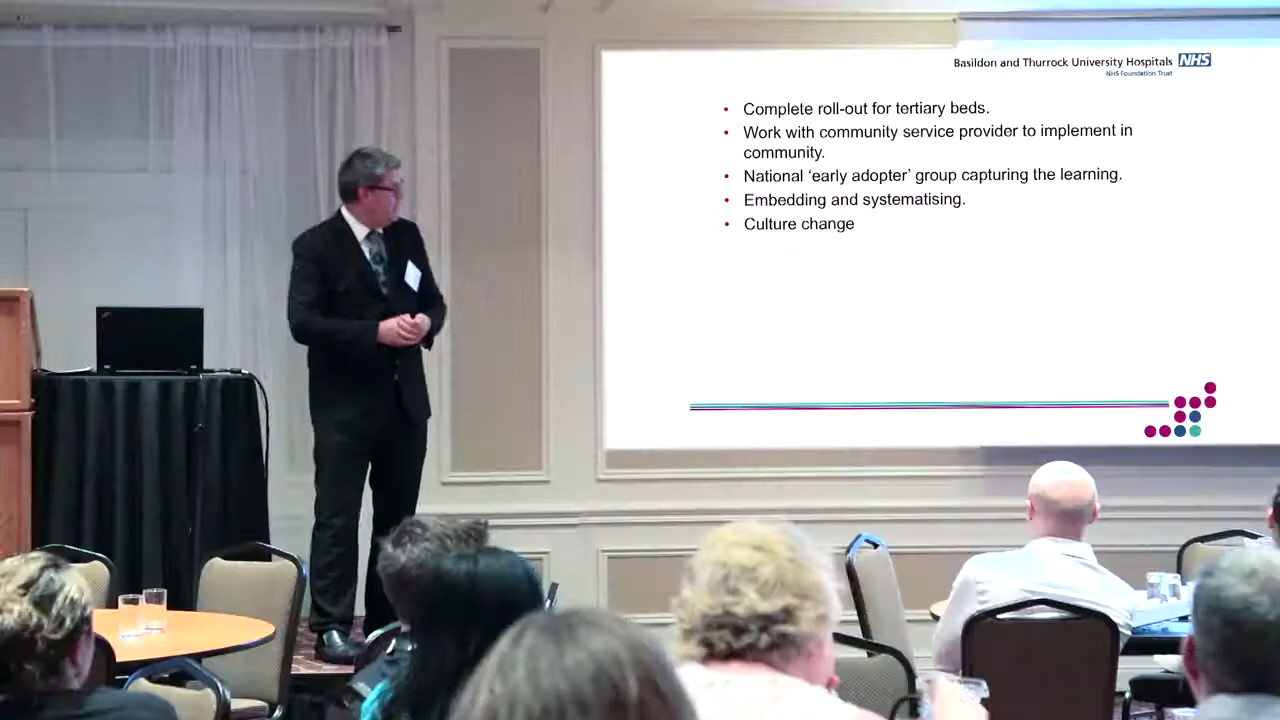 Basildon and Thurrock University Hospitals NHS
NHS Foundation Trust
• Complete roll-out for tertiary beds.
• Work with community service provider to implement in
community.
• National ‘early adopter’ group capturing the learning.
• Embedding and systematising.
• Culture change